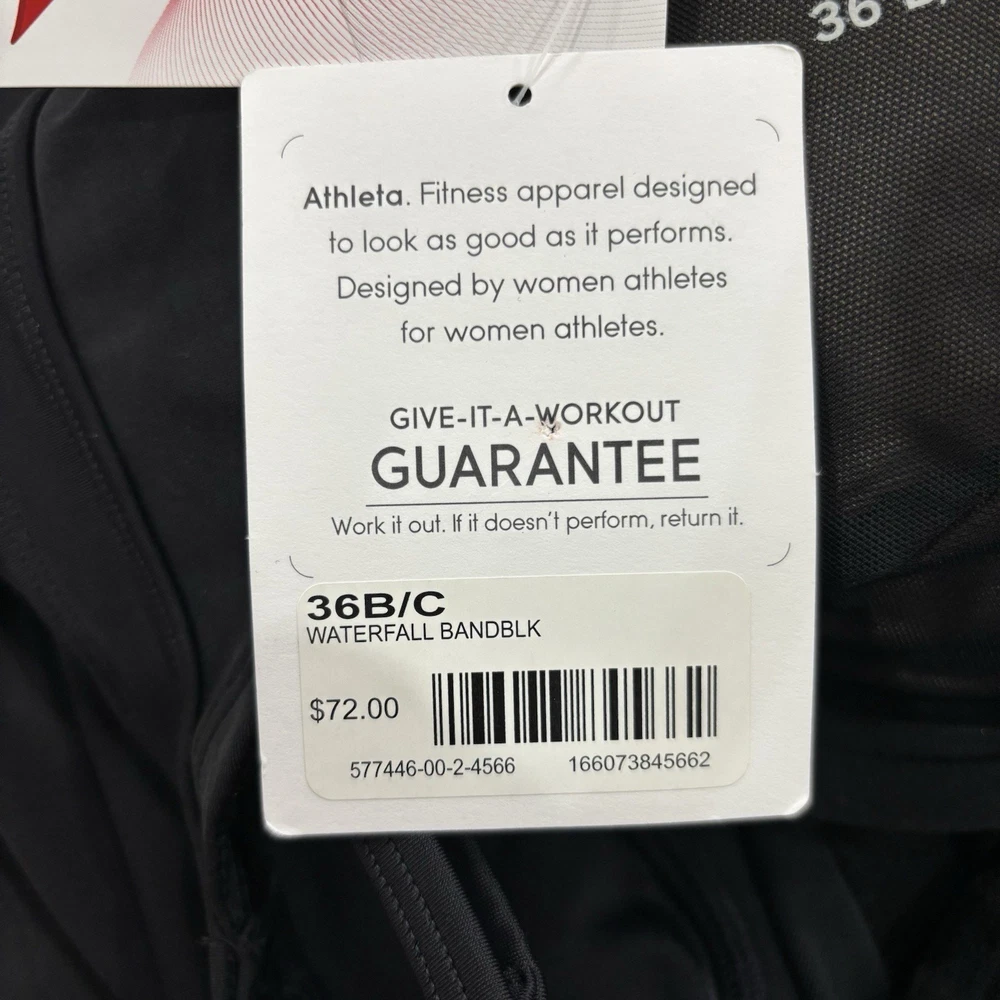 36
Athleta. Fitness apparel designed
to look as good as it performs.
Designed by women athletes
for women athletes.
GIVE-IT-A-WORKOUT
GUARANTEE
Work it out. If it doesn't perform, return it.
36B/C
WATERFALL BANDBLK
$72.00
577446-00-2-4566 166073845662